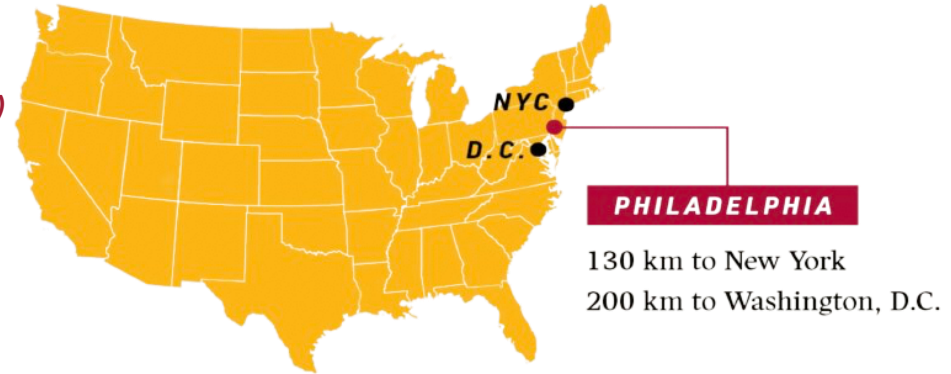 NYC
D.C.
PHILADELPHIA
130 km to New York
200 km to Washington, D.C.